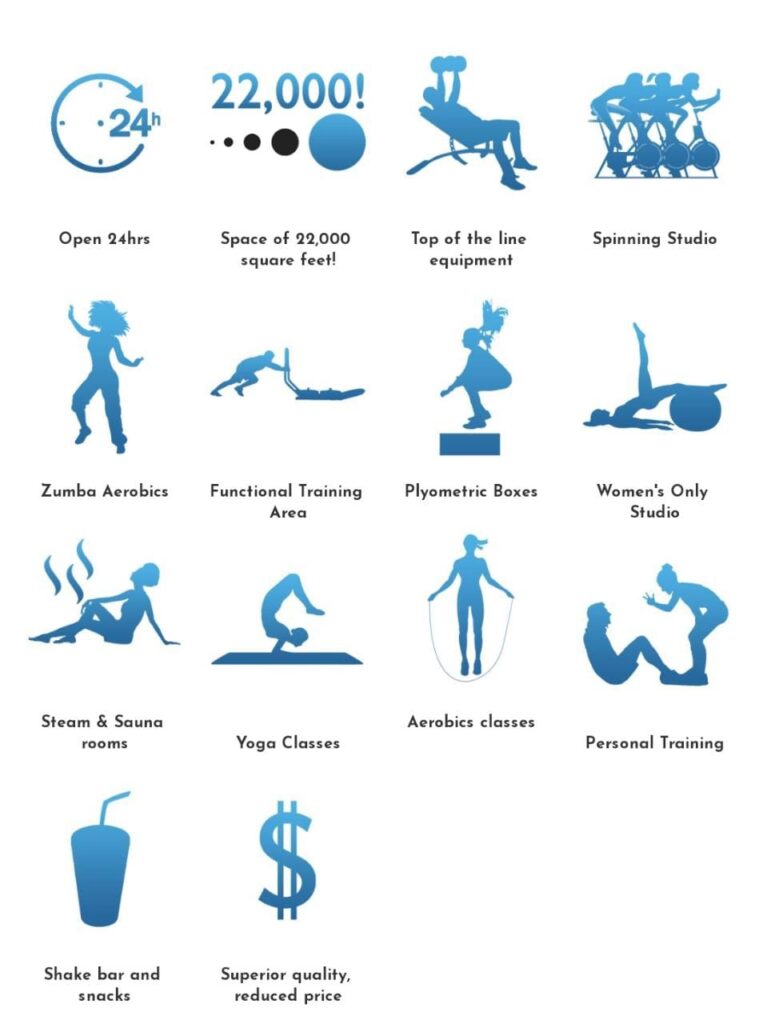 24h
22,000!
Open 24hrs
Space of 22,000
square feet!
Top of the line
equipment
Spinning Studio
Zumba Aerobics
Functional Training
Area
Plyometric Boxes
Women's Only
Studio
Steam & Sauna
rooms
Yoga Classes
Aerobics classes
Personal Training
$
Shake bar and
snacks
Superior quality,
reduced price